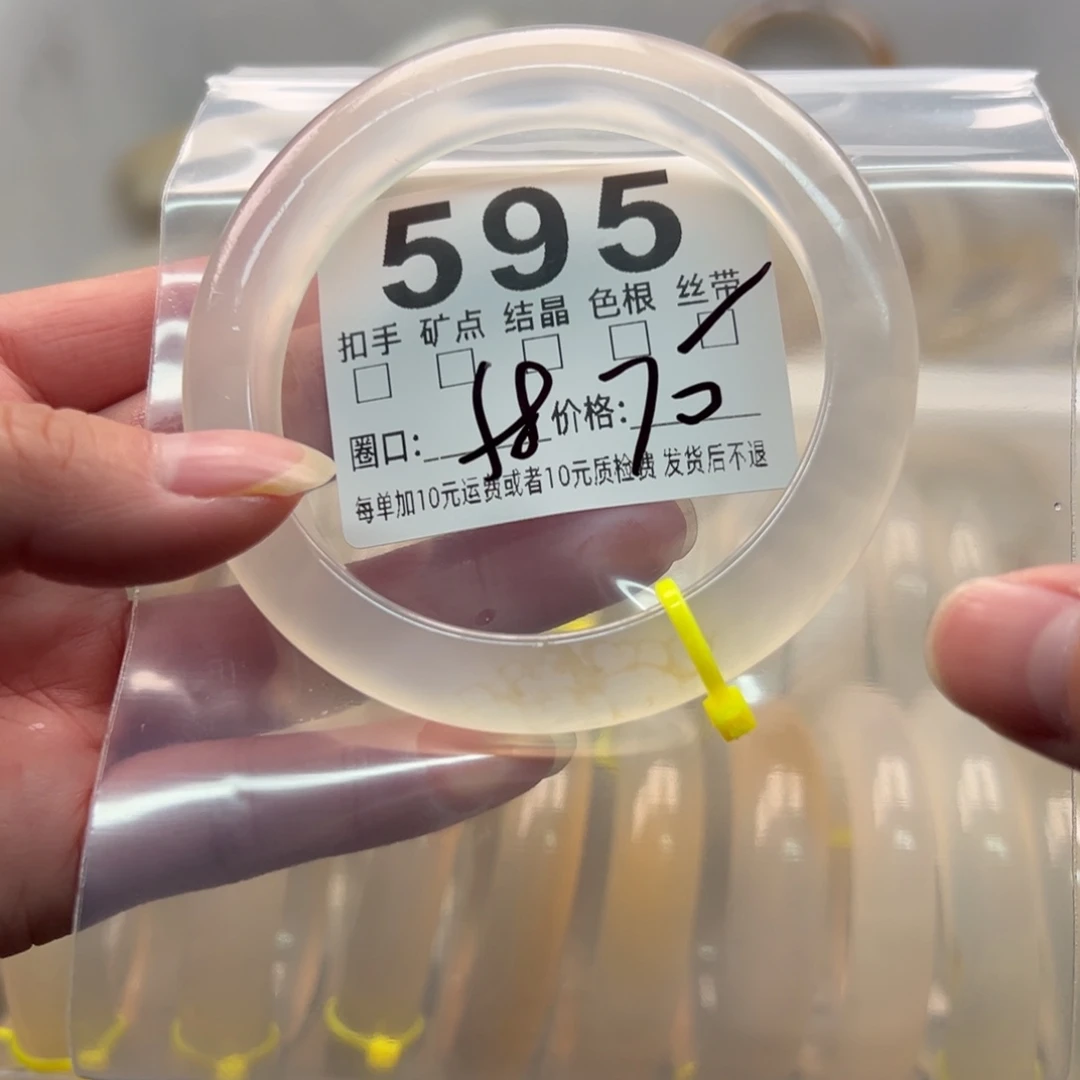 595
扣手 矿点 结晶 色根 丝带
圈口: 58 价格: 70
每单加10元运费或者10元质检费 发货后不退